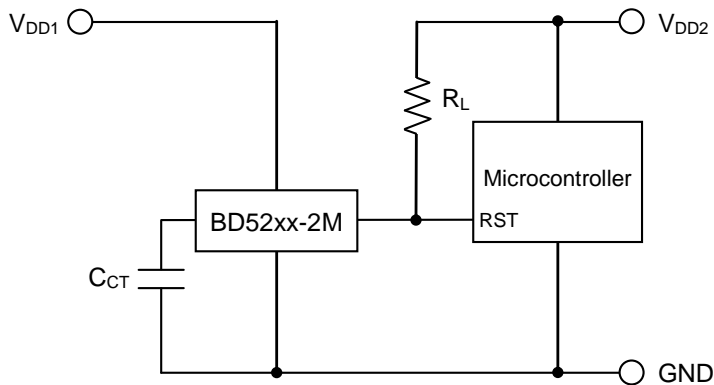 VDD1
VDD2
RL
Microcontroller
BD52xx-2M
RST
CCT
GND